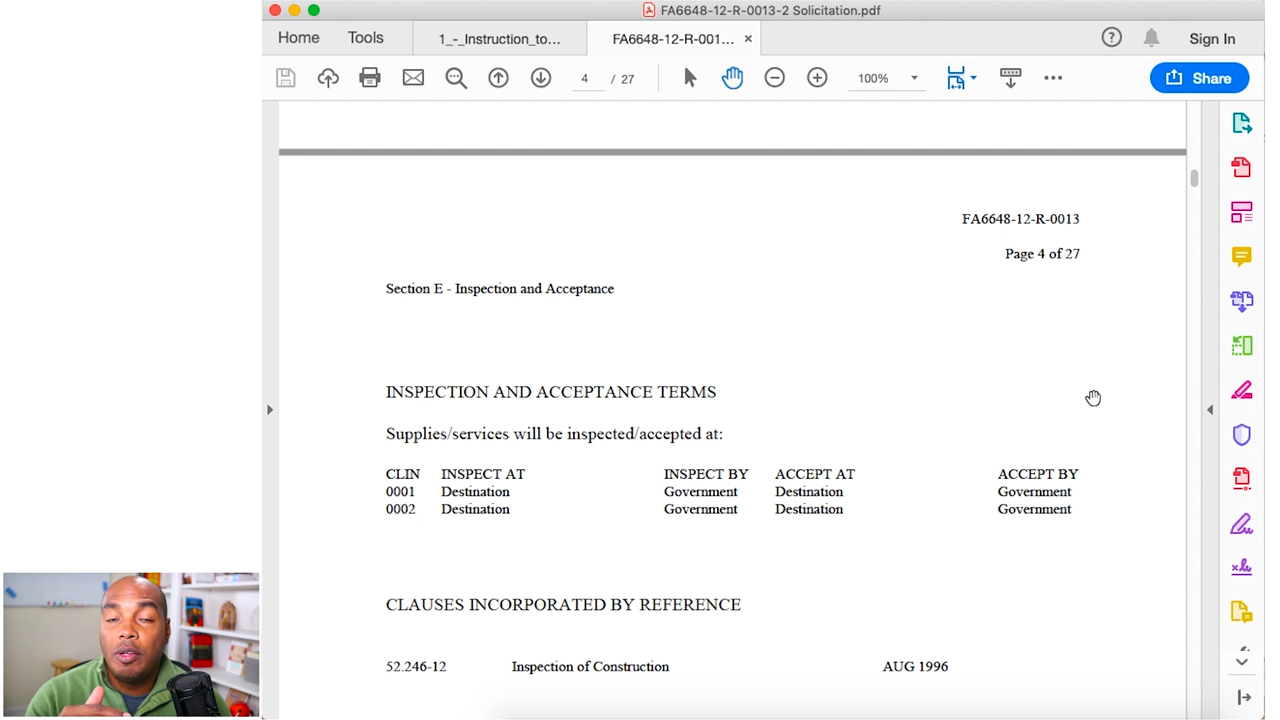 FA6648-12-R-0013-2 Solicitation.pdf
Home Tools 1_-_Instruction_to... FA6648-12-R-001... × ? Sign In
4 / 27 100% Share
FA6648-12-R-0013
Page 4 of 27
Section E - Inspection and Acceptance
INSPECTION AND ACCEPTANCE TERMS
Supplies/services will be inspected/accepted at:
CLIN INSPECT AT INSPECT BY ACCEPT AT ACCEPT BY
0001 Destination Government Destination Government
0002 Destination Government Destination Government
CLAUSES INCORPORATED BY REFERENCE
52.246-12 Inspection of Construction AUG 1996